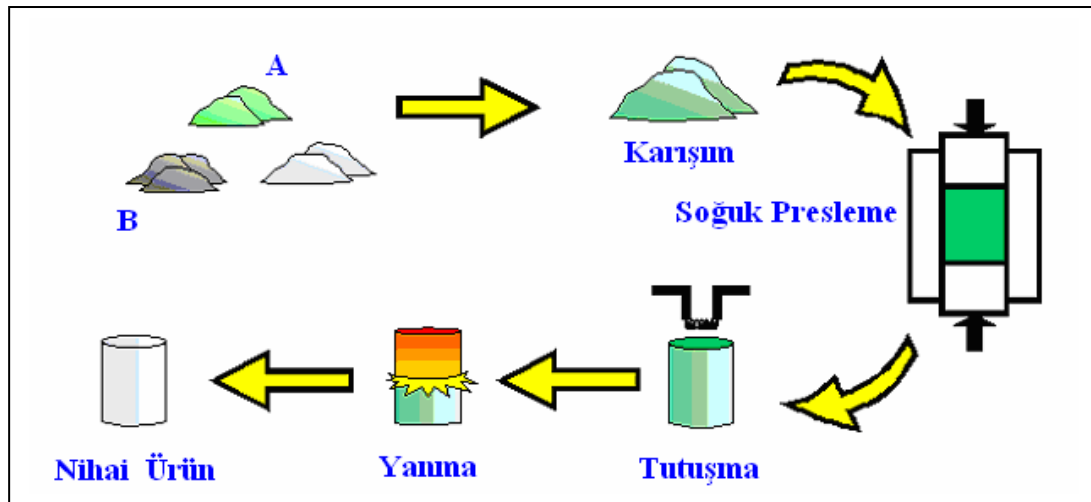 A
B
Karışım
Soğuk Presleme
Tutuşma
Yanma
Nihai Ürün